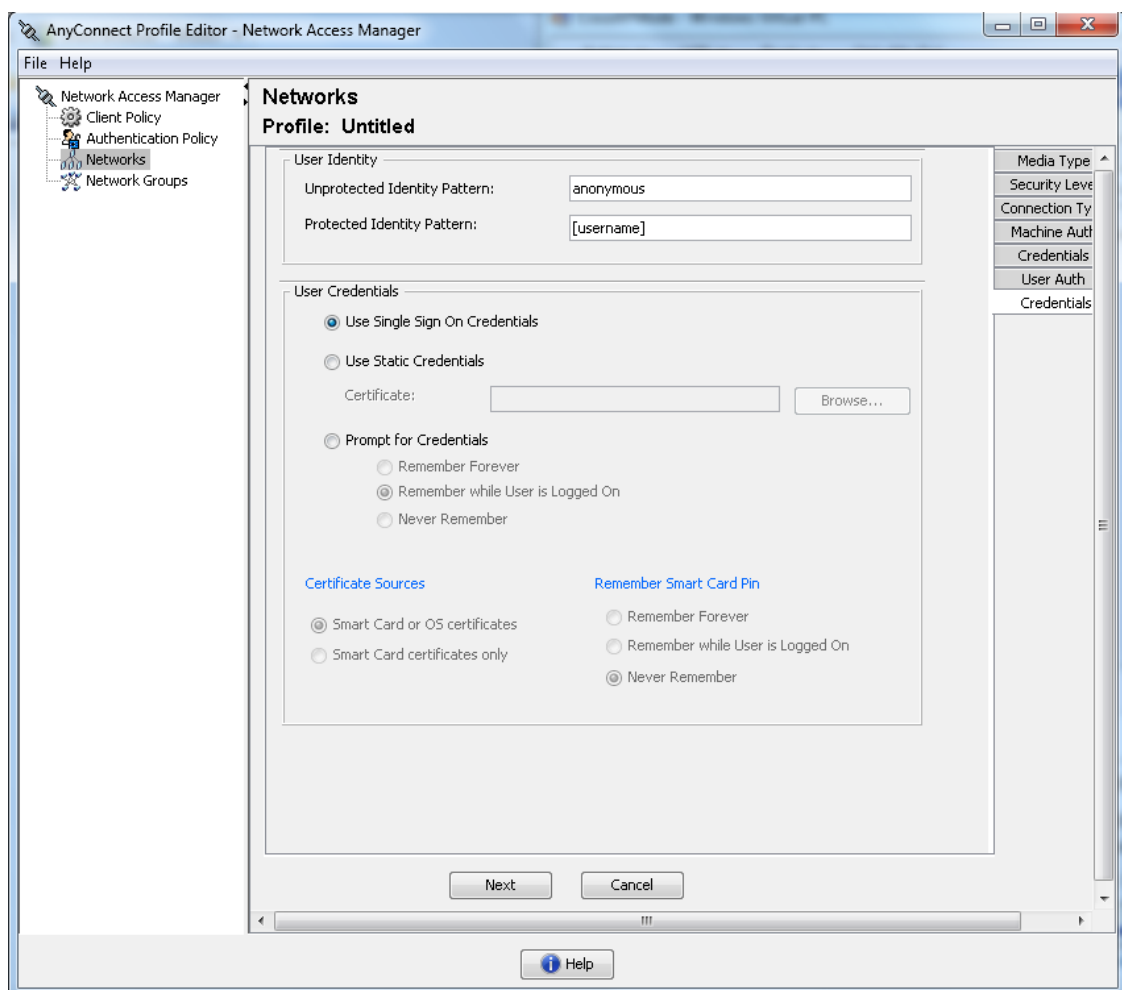 AnyConnect Profile Editor - Network Access Manager
File Help
Network Access Manager
Client Policy
Authentication Policy
Networks
Network Groups
Networks
Profile: Untitled
User Identity
Unprotected Identity Pattern: anonymous
Protected Identity Pattern: [username]
User Credentials
Use Single Sign On Credentials
Use Static Credentials
Certificate: Browse...
Prompt for Credentials
Remember Forever
Remember while User is Logged On
Never Remember
Certificate Sources
Smart Card or OS certificates
Smart Card certificates only
Remember Smart Card Pin
Remember Forever
Remember while User is Logged On
Never Remember
Media Type
Security Leve
Connection Ty
Machine Auth
Credentials
User Auth
Credentials
Next Cancel
Help